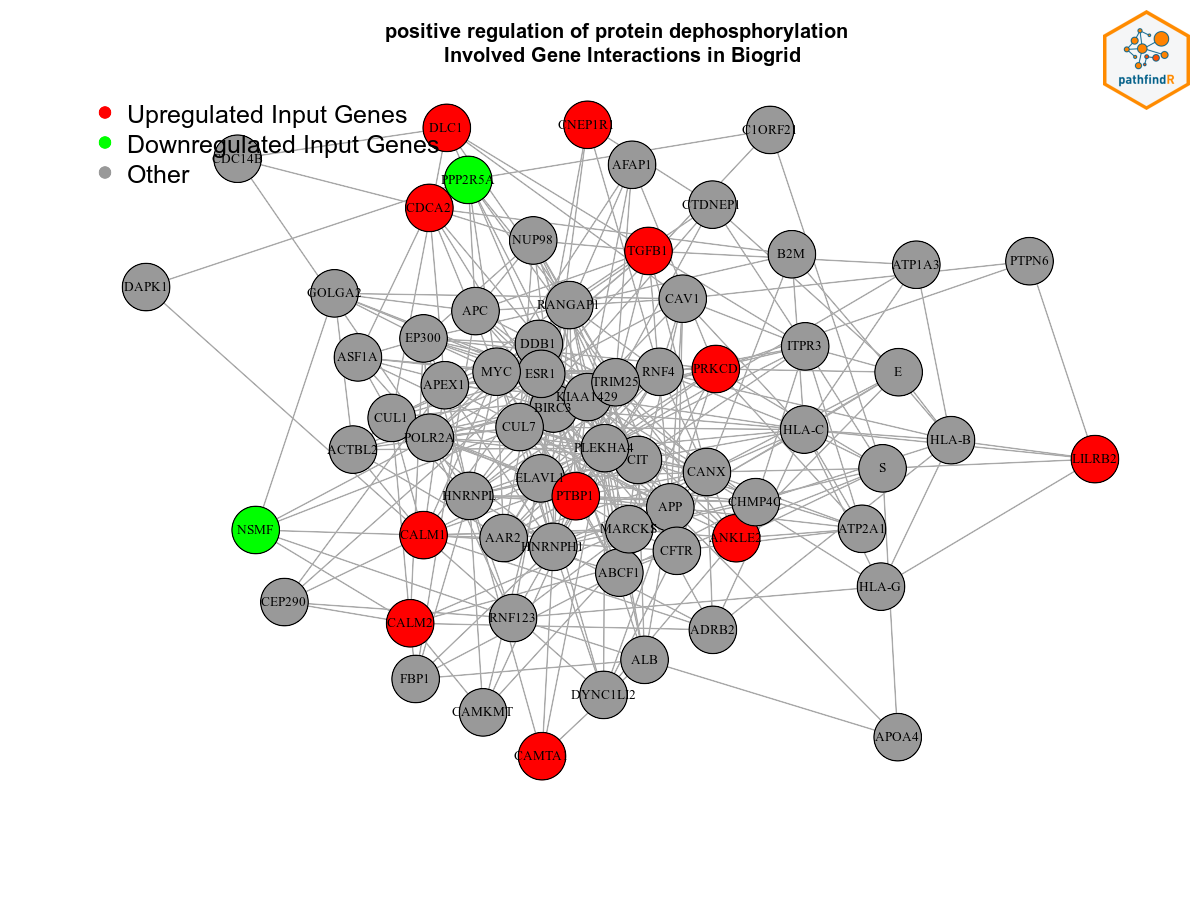 positive regulation of protein dephosphorylation
Involved Gene Interactions in Biogrid
pathfindR
Upregulated Input Genes
Downregulated Input Genes
Other
DLC1
CNEP1R1
C1ORF21
CDC14B
AFAP1
PPP2R5A
CDCA2
CTDNEP1
NUP98
TGFB1
B2M
ATP1A3
PTPN6
DAPK1
GOLGA2
CAV1
RANGAP1
APC
EP300
DDB1
ITPR3
ASF1A
MYC
ESR1
RNF4
PRKCD
E
APEX1
TRIM25
KIAA1429
BIRC3
CUL1
CUL7
HLA-C
POLR2A
HLA-B
ACTBL2
PLEKHA4
CIT
LILRB2
CANX
S
ELAVL1
HNRNPL
PTBP1
CHMP4C
APP
NSMF
CALM1
AAR2
HNRNPH1
MARCKS
ANKLE2
ATP2A1
CFTR
ABCF1
HLA-G
CEP290
CALM2
RNF123
ADRB2
ALB
FBP1
DYNC1LI2
CAMKMT
APOA4